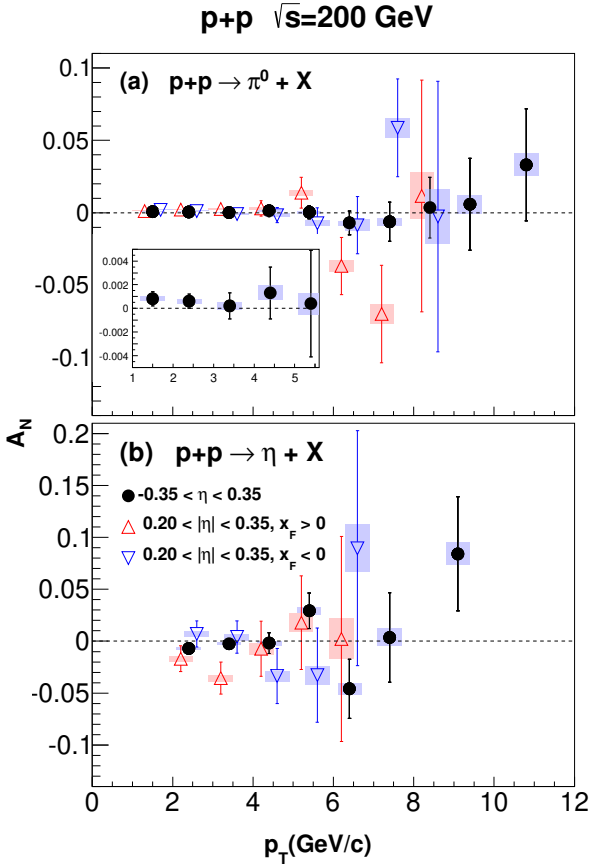 p+p √s=200 GeV
0.1
(a) p+p → π⁰ + X
0.05
0
-0.05
-0.1
0.004
0.002
0
-0.002
-0.004
1 2 3 4 5
A_N
0.2
(b) p+p → η + X
0.15
-0.35 < η < 0.35
0.1
0.20 < |η| < 0.35, x_F > 0
0.20 < |η| < 0.35, x_F < 0
0.05
0
-0.05
-0.1
0 2 4 6 8 10 12
p_T(GeV/c)